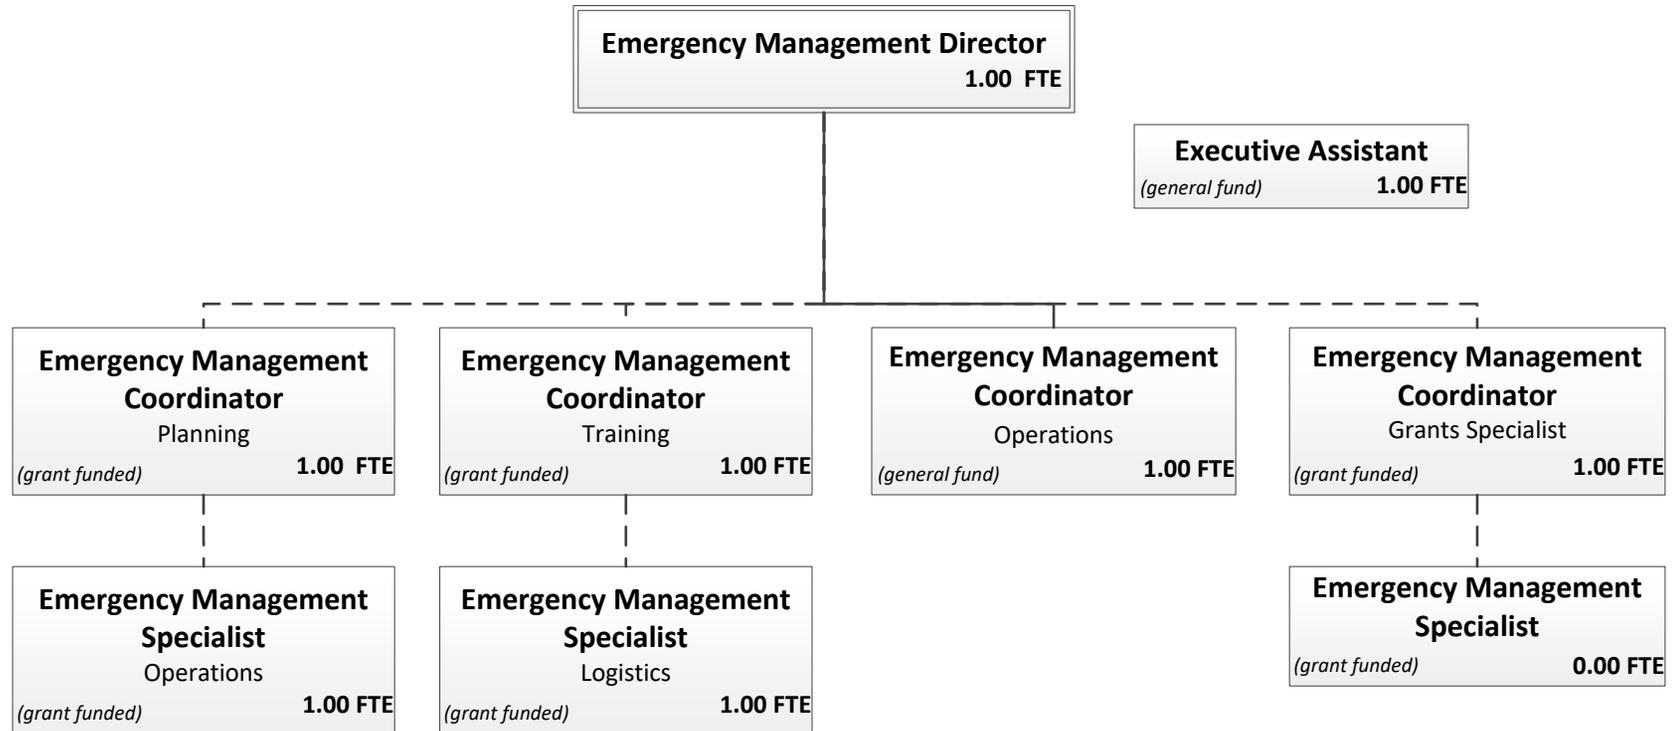 Emergency Management Director
1.00 FTE
Executive Assistant
(general fund) 1.00 FTE
Emergency Management
Coordinator
Planning
(grant funded) 1.00 FTE
Emergency Management
Coordinator
Training
(grant funded) 1.00 FTE
Emergency Management
Coordinator
Operations
(general fund) 1.00 FTE
Emergency Management
Coordinator
Grants Specialist
(grant funded) 1.00 FTE
Emergency Management
Specialist
Operations
(grant funded) 1.00 FTE
Emergency Management
Specialist
Logistics
(grant funded) 1.00 FTE
Emergency Management
Specialist
(grant funded) 0.00 FTE